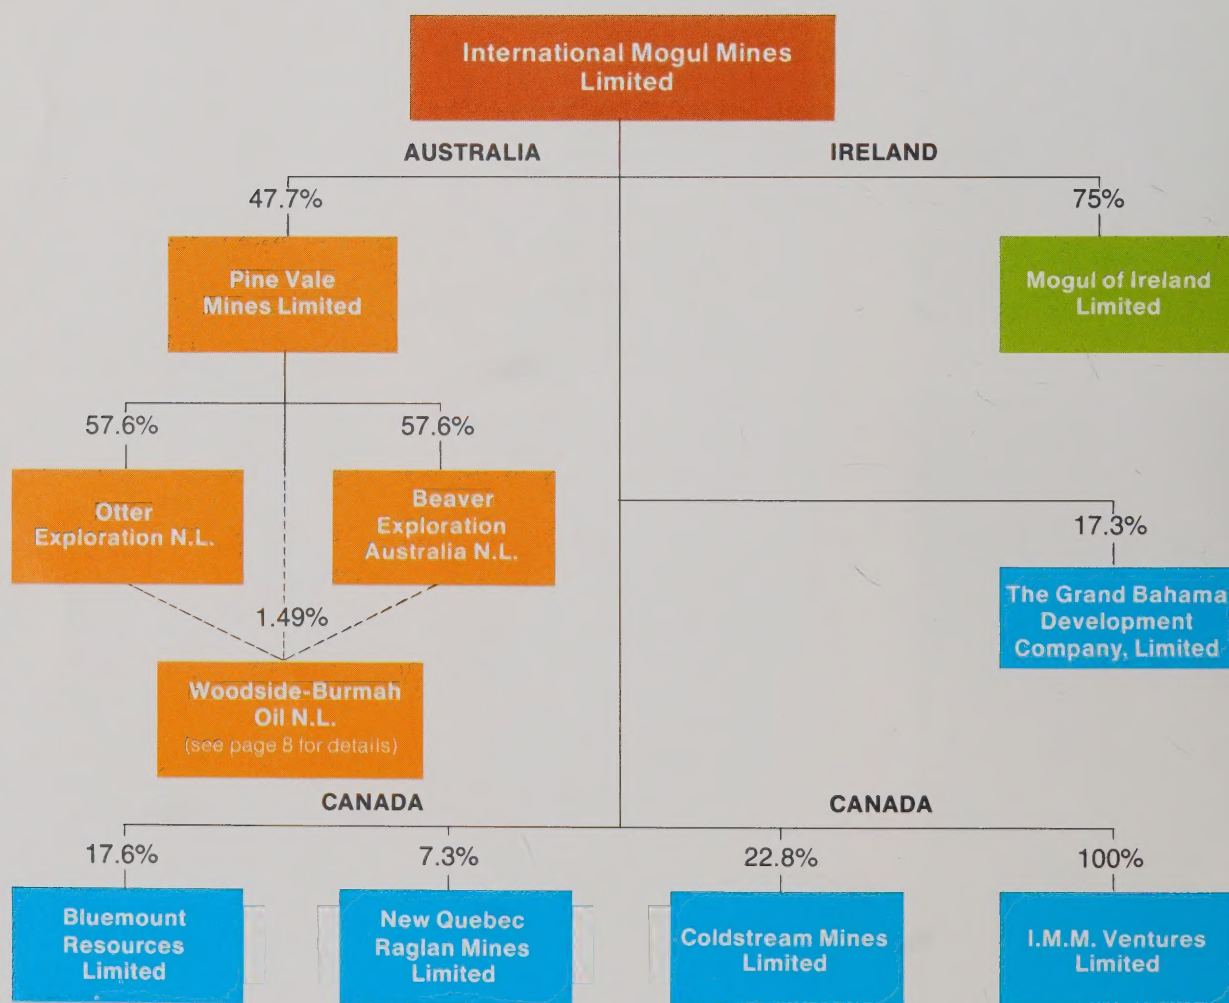 International Mogul Mines
Limited
AUSTRALIA
IRELAND
47.7%
75%
Pine Vale
Mines Limited
Mogul of Ireland
Limited
57.6%
57.6%
Otter
Exploration N.L.
Beaver
Exploration
Australia N.L.
17.3%
1.49%
The Grand Bahama
Development
Company, Limited
Woodside-Burmah
Oil N.L.
(see page 8 for details)
CANADA
CANADA
17.6%
7.3%
22.8%
100%
Bluemount
Resources
Limited
New Quebec
Raglan Mines
Limited
Coldstream Mines
Limited
I.M.M. Ventures
Limited